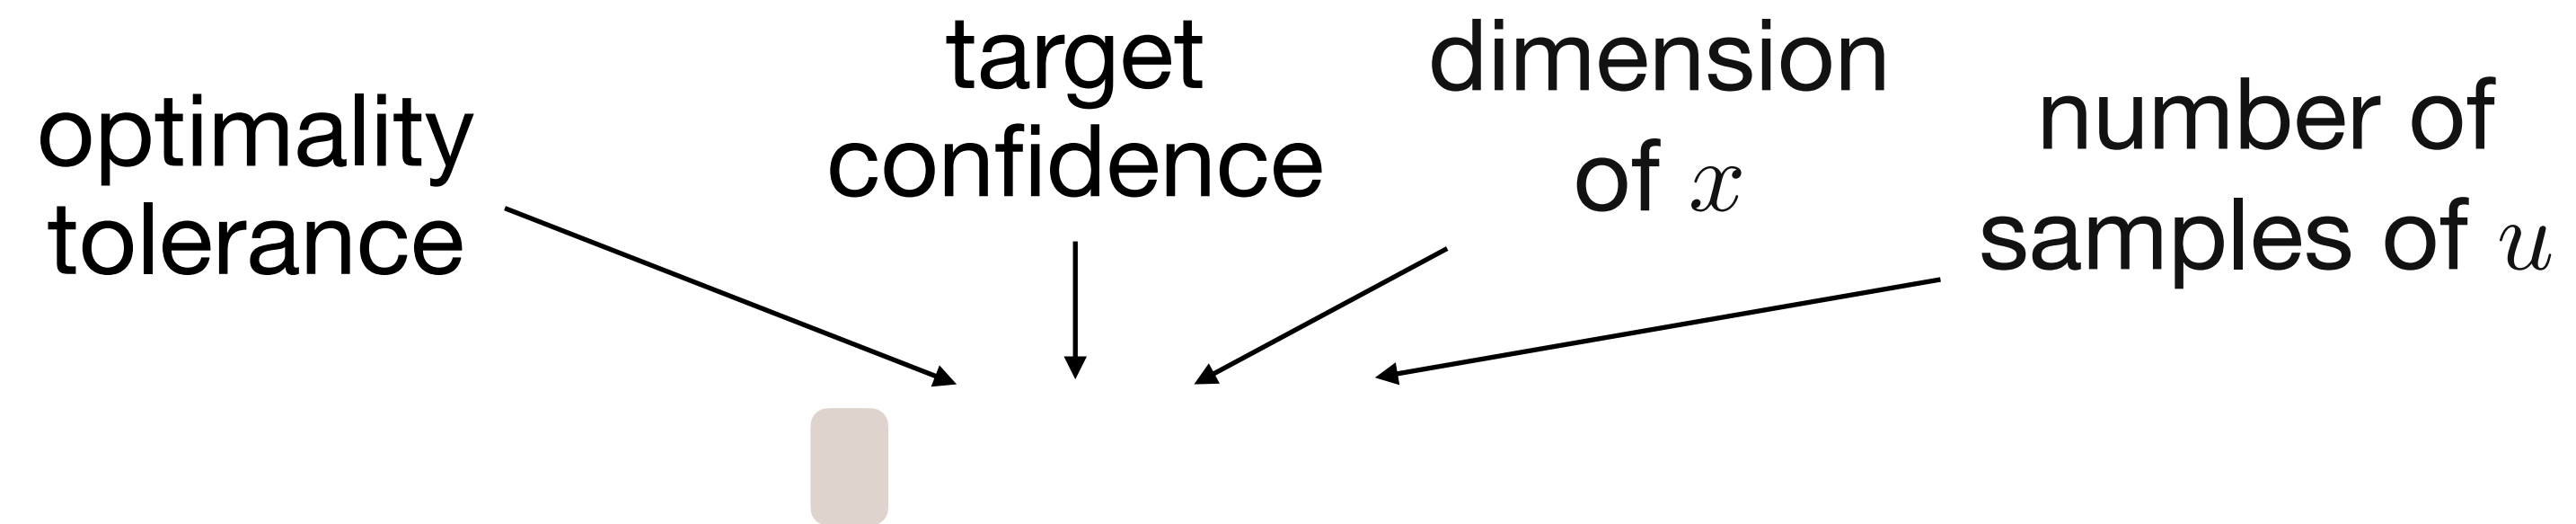 optimality
tolerance
target
confidence
dimension
of x
number of
samples of u